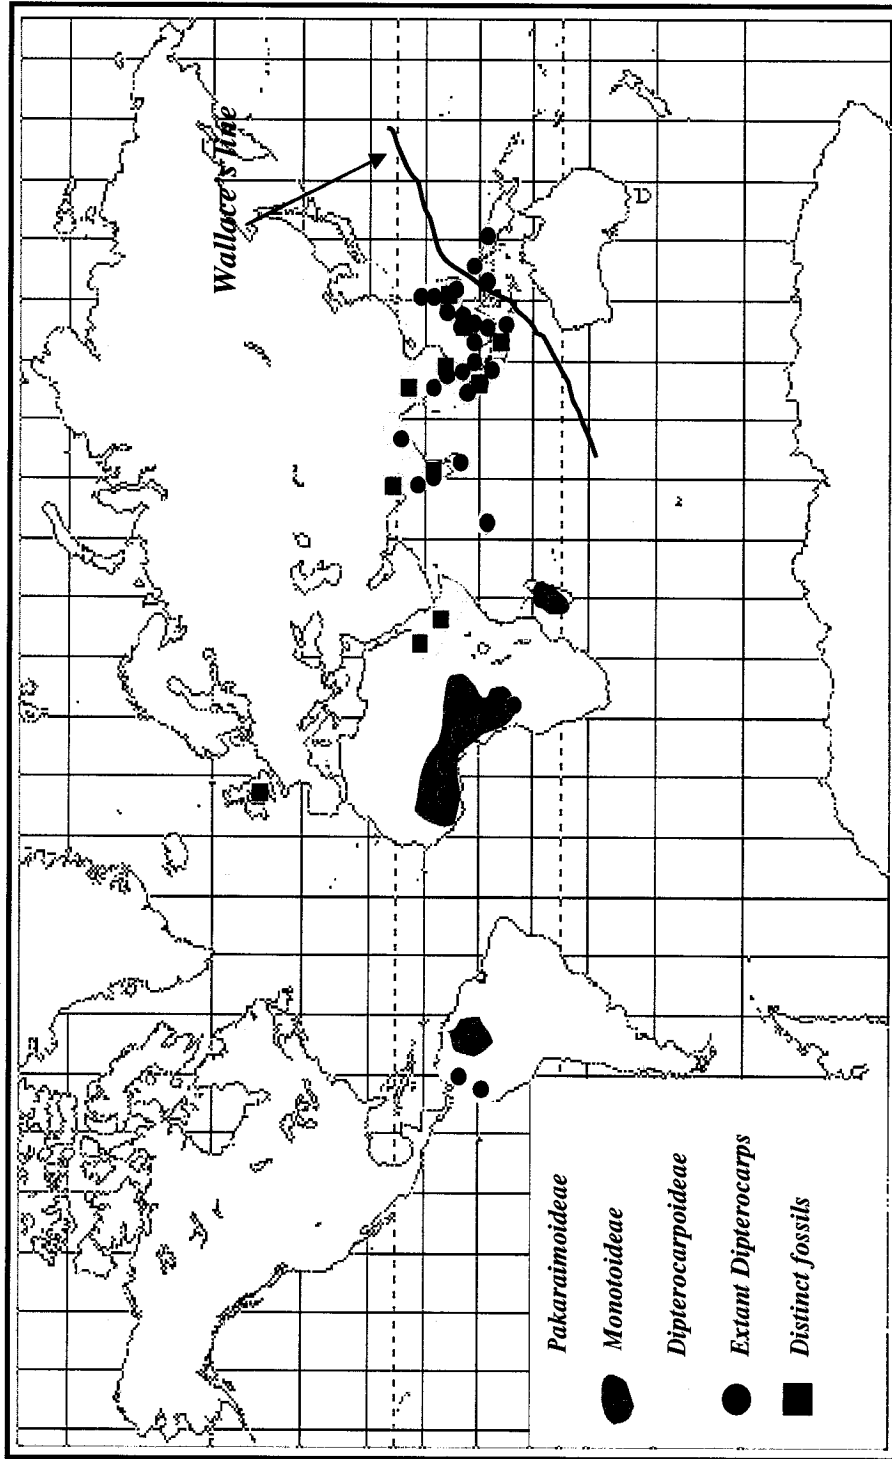 Wallace's line
Pakaraimoideae
Monotoideae
Dipterocarpoideae
Extant Dipterocarps
Distinct fossils